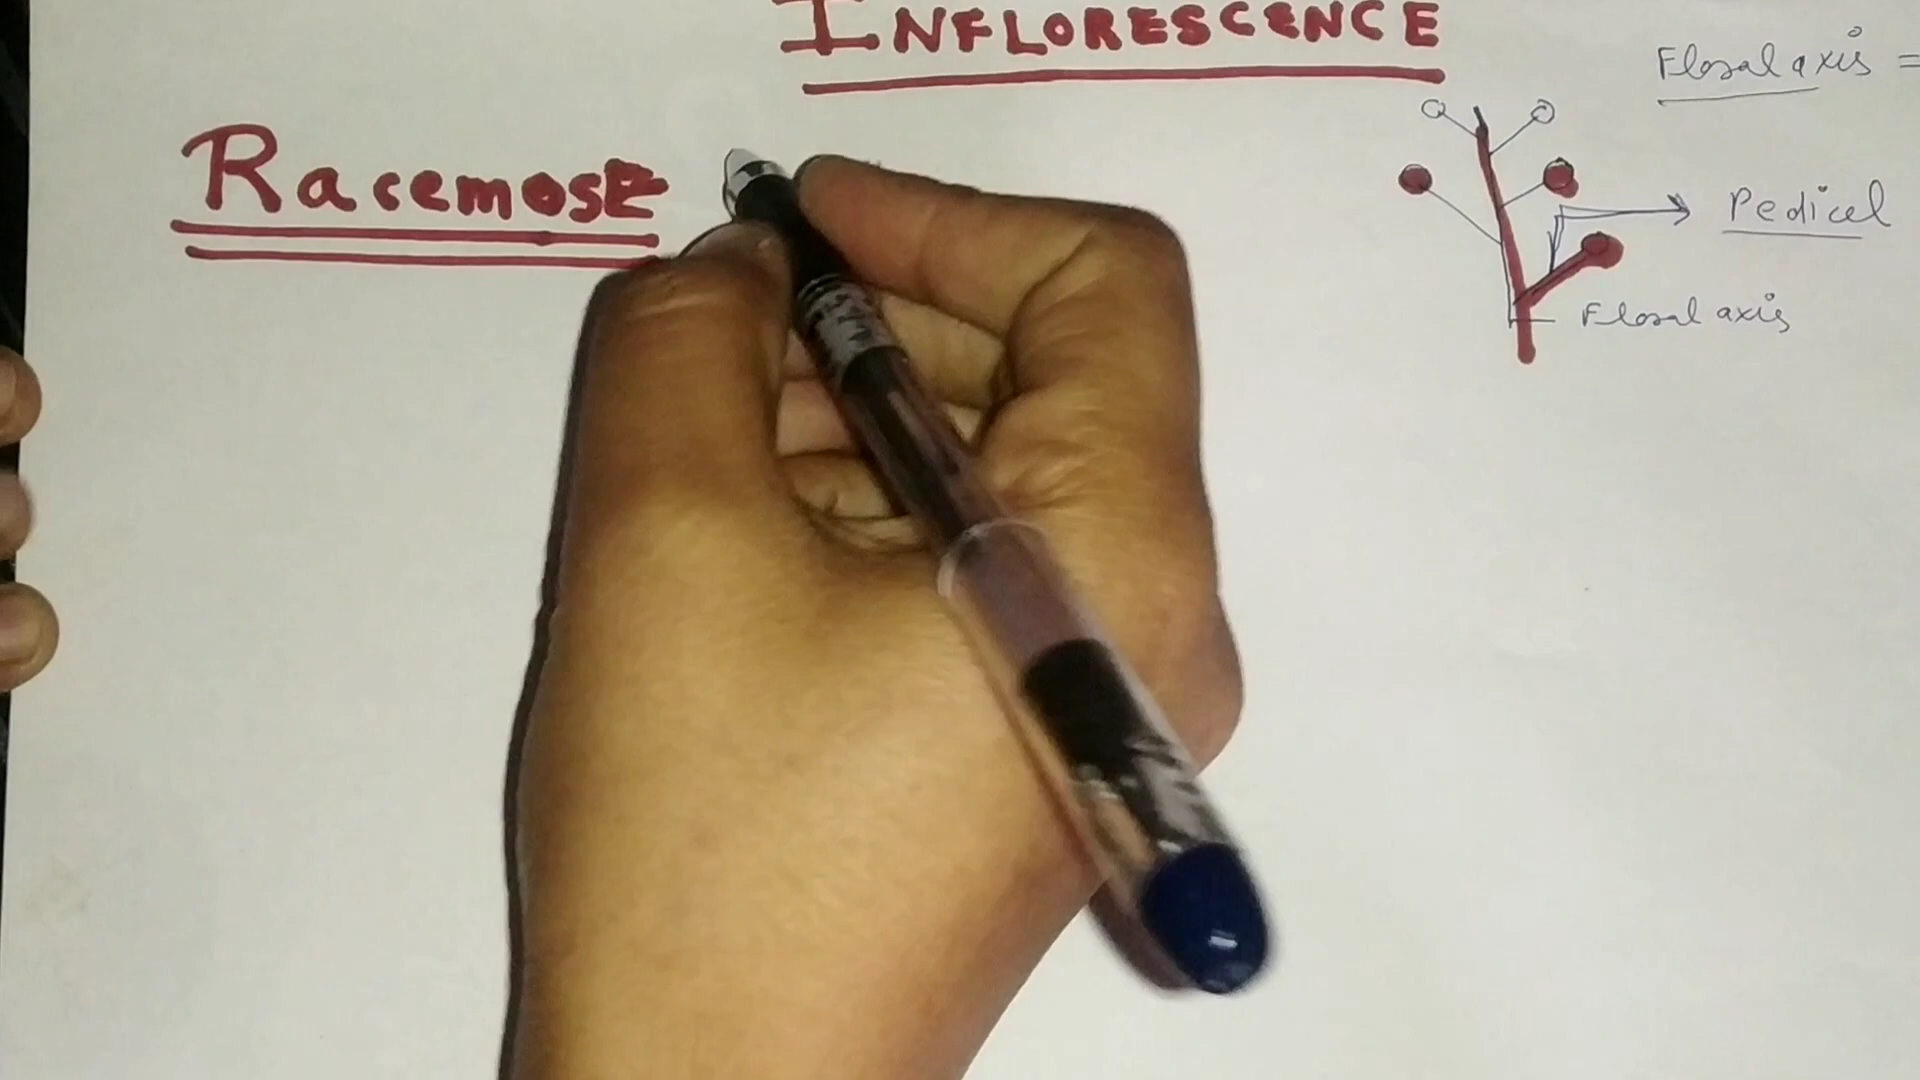 INFLORESCENCE
Floral axis =
Racemose
Pedicel
Floral axis